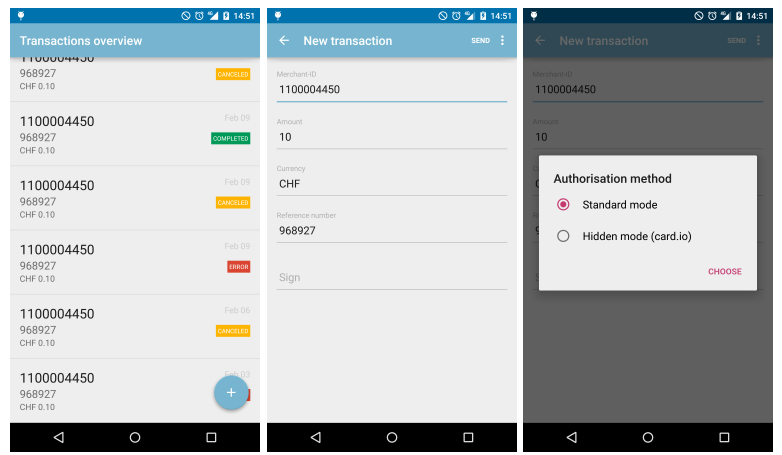 14:51
Transactions overview
1100004450
968927
CANCELED
CHF 0.10
1100004450
Feb 09
968927
COMPLETED
CHF 0.10
1100004450
Feb 09
968927
CANCELED
CHF 0.10
1100004450
Feb 09
968927
ERROR
CHF 0.10
1100004450
Feb 06
968927
CANCELED
CHF 0.10
1100004450
Feb 03
968927
CHF 0.10
14:51
New transaction
SEND
Merchant-ID
1100004450
Amount
10
Currency
CHF
Reference number
968927
Sign
14:51
New transaction
SEND
Merchant-ID
1100004450
Amount
10
Authorisation method
Standard mode
Hidden mode (card.io)
CHOOSE